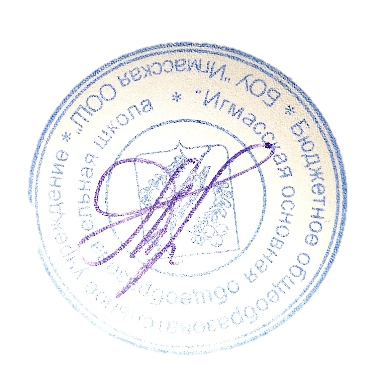 Бюджетное общеобразовательное учреждение * БОУ "Игмасская ООШ" *
"Игмасская основная общеобразовательная школа" *